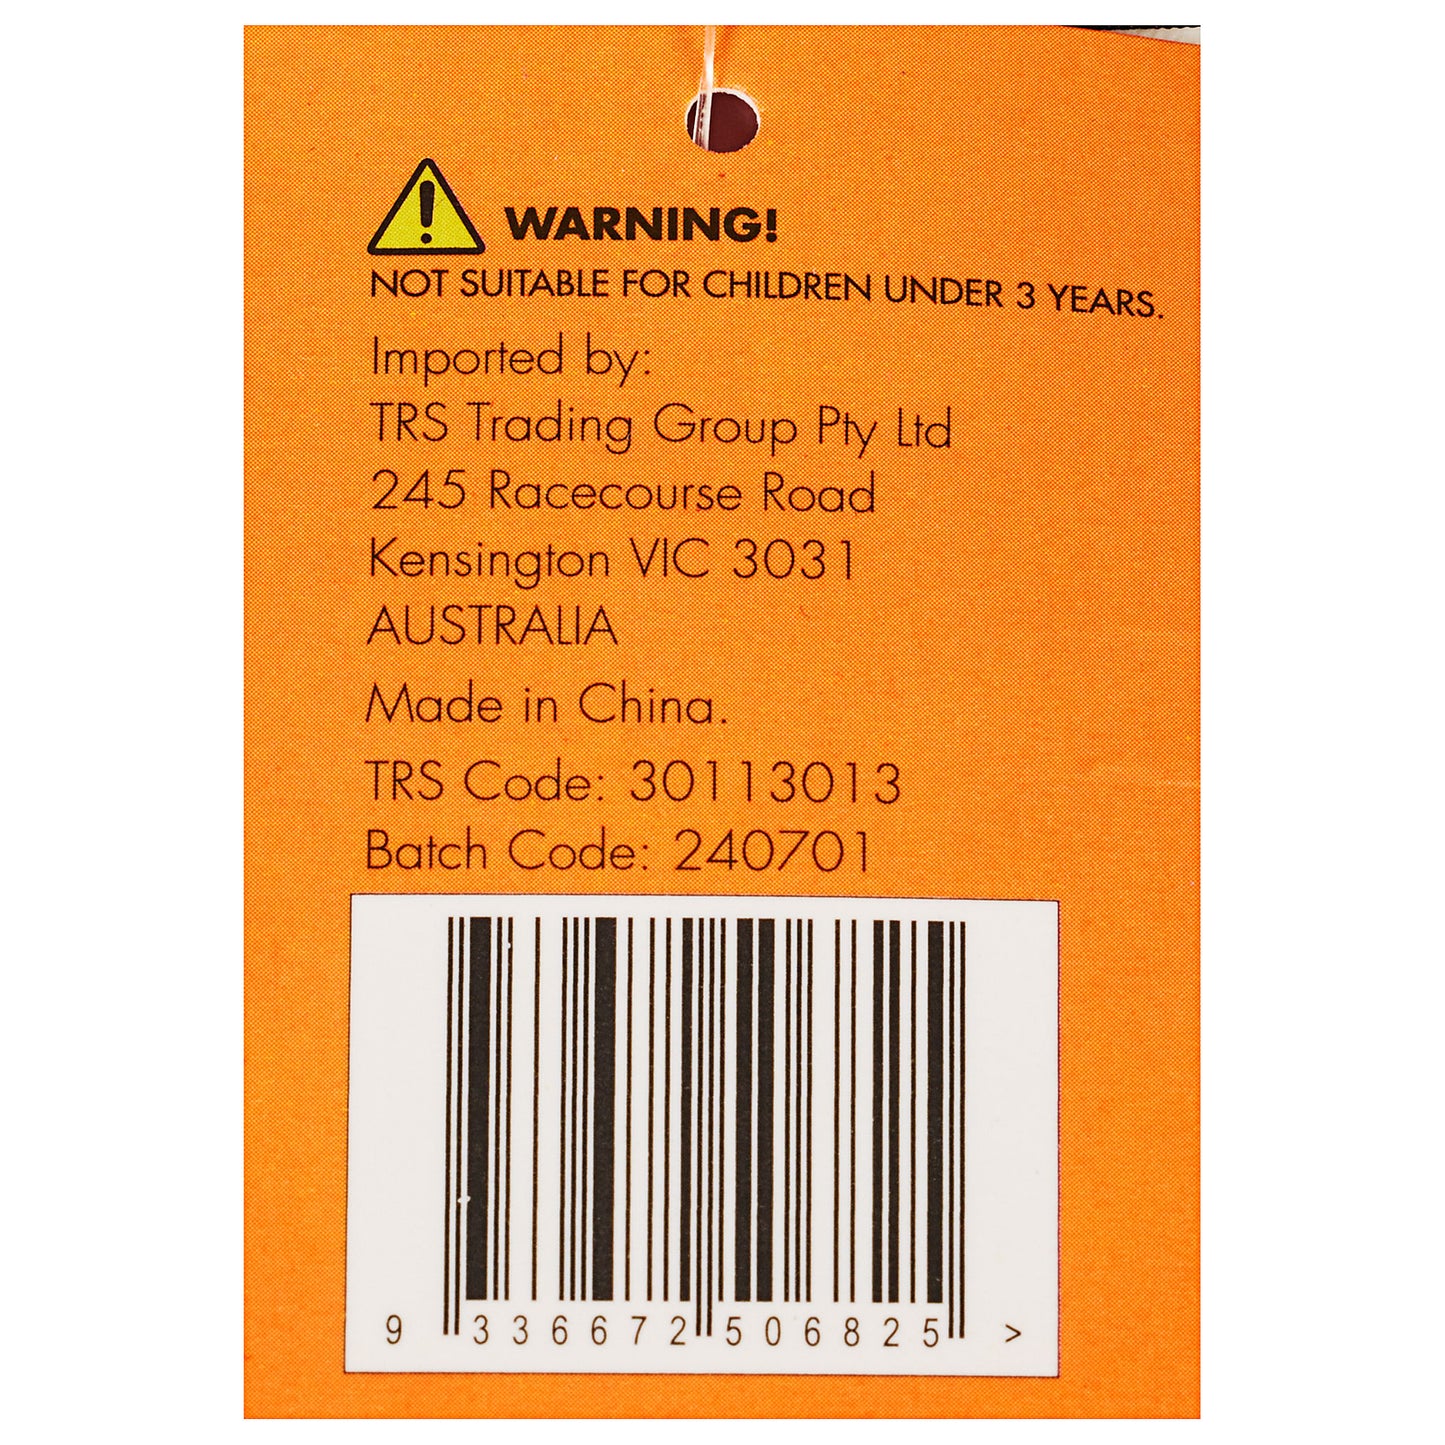 WARNING!
NOT SUITABLE FOR CHILDREN UNDER 3 YEARS.
Imported by:
TRS Trading Group Pty Ltd
245 Racecourse Road
Kensington VIC 3031
AUSTRALIA
Made in China.
TRS Code: 30113013
Batch Code: 240701
9 336672 506825 >